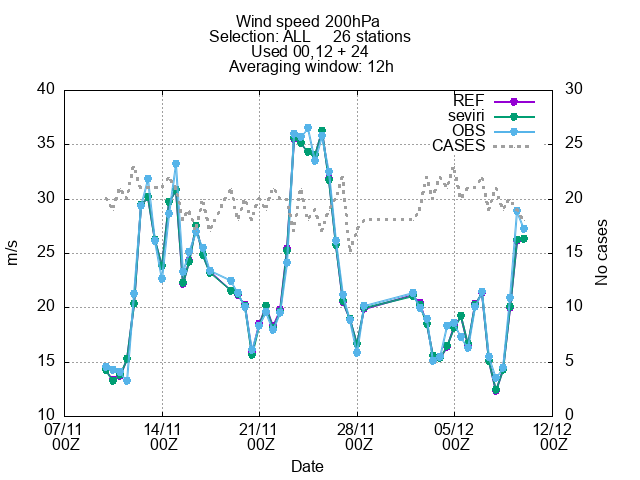 Wind speed 200hPa
Selection: ALL 26 stations
Used 00,12 + 24
Averaging window: 12h
40 30
REF
seviri
OBS
CASES
35 25
30 20
25 15
20 10
15 5
10 0
m/s
No cases
07/11 14/11 21/11 28/11 05/12 12/12
00Z 00Z 00Z 00Z 00Z 00Z
Date